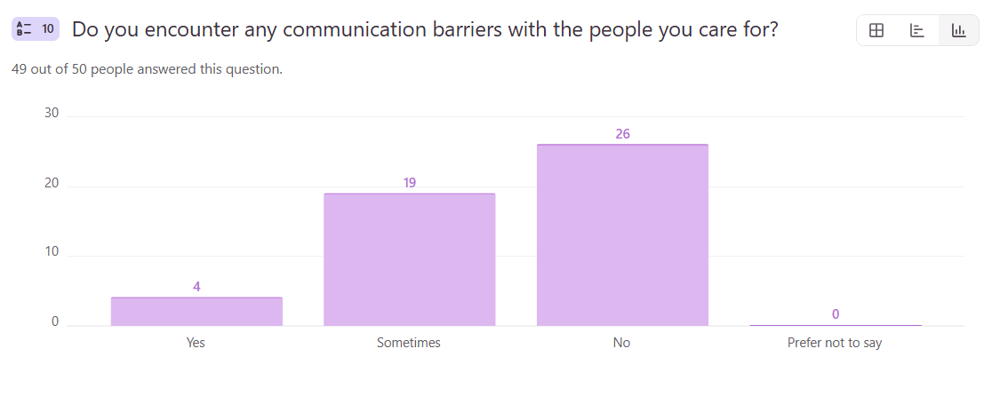 A B 10 Do you encounter any communication barriers with the people you care for?
49 out of 50 people answered this question.
30
26
20
19
10
4
0
0
Yes Sometimes No Prefer not to say